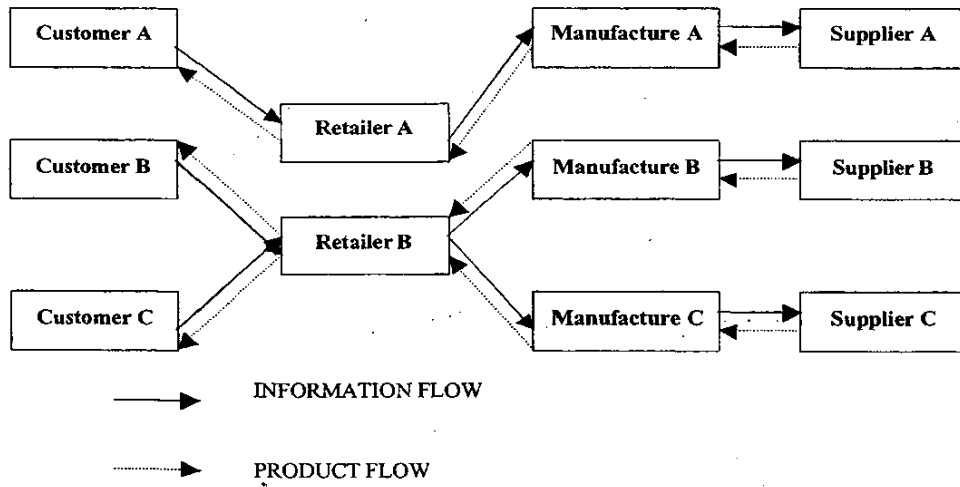 Customer A
Manufacture A
Supplier A
Retailer A
Customer B
Manufacture B
Supplier B
Retailer B
Customer C
Manufacture C
Supplier C
INFORMATION FLOW
PRODUCT FLOW